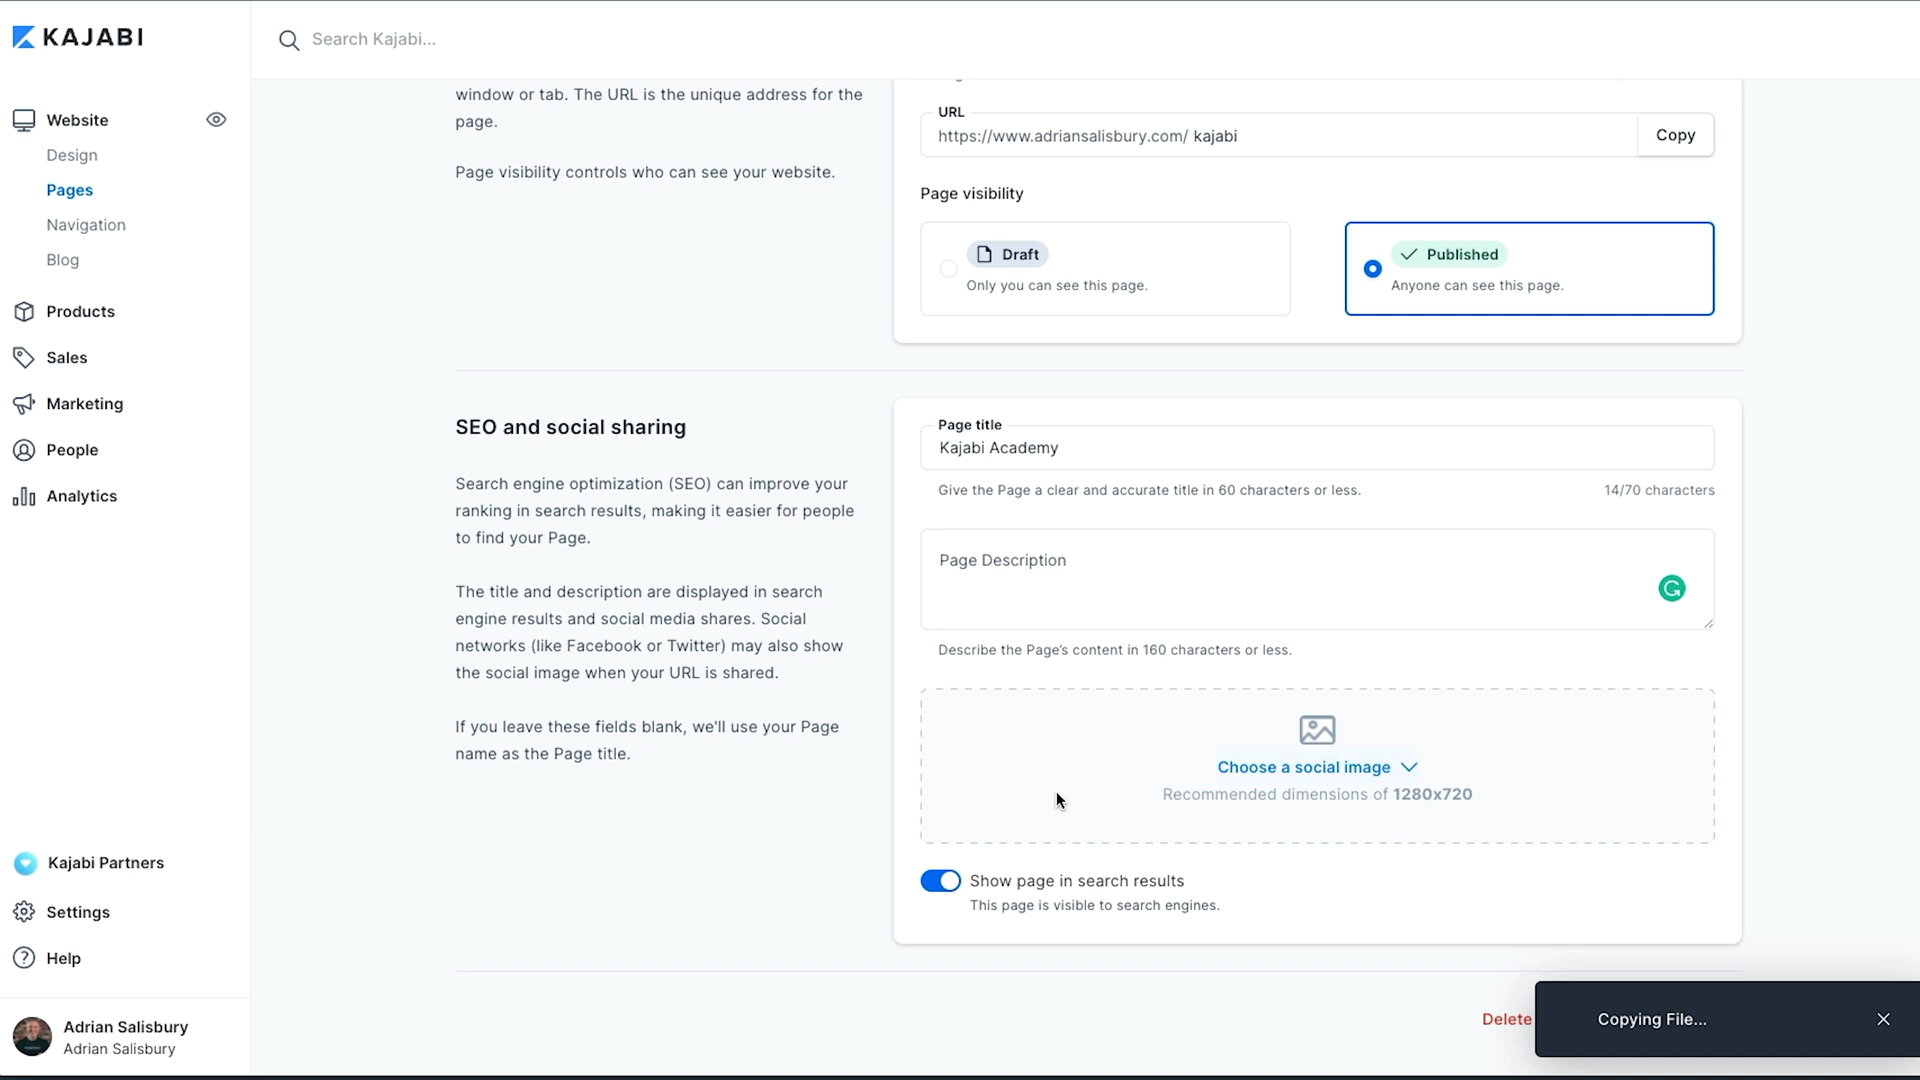 KAJABI
Search Kajabi...
Website
Design
Pages
Navigation
Blog
Products
Sales
Marketing
People
Analytics
Kajabi Partners
Settings
Help
Adrian Salisbury
Adrian Salisbury
window or tab. The URL is the unique address for the
page.
Page visibility controls who can see your website.
URL
https://www.adriansalisbury.com/ kajabi
Copy
Page visibility
Draft
Only you can see this page.
Published
Anyone can see this page.
SEO and social sharing
Search engine optimization (SEO) can improve your
ranking in search results, making it easier for people
to find your Page.
The title and description are displayed in search
engine results and social media shares. Social
networks (like Facebook or Twitter) may also show
the social image when your URL is shared.
If you leave these fields blank, we'll use your Page
name as the Page title.
Page title
Kajabi Academy
Give the Page a clear and accurate title in 60 characters or less.
14/70 characters
Page Description
Describe the Page's content in 160 characters or less.
Choose a social image
Recommended dimensions of 1280x720
Show page in search results
This page is visible to search engines.
Delete
Copying File...